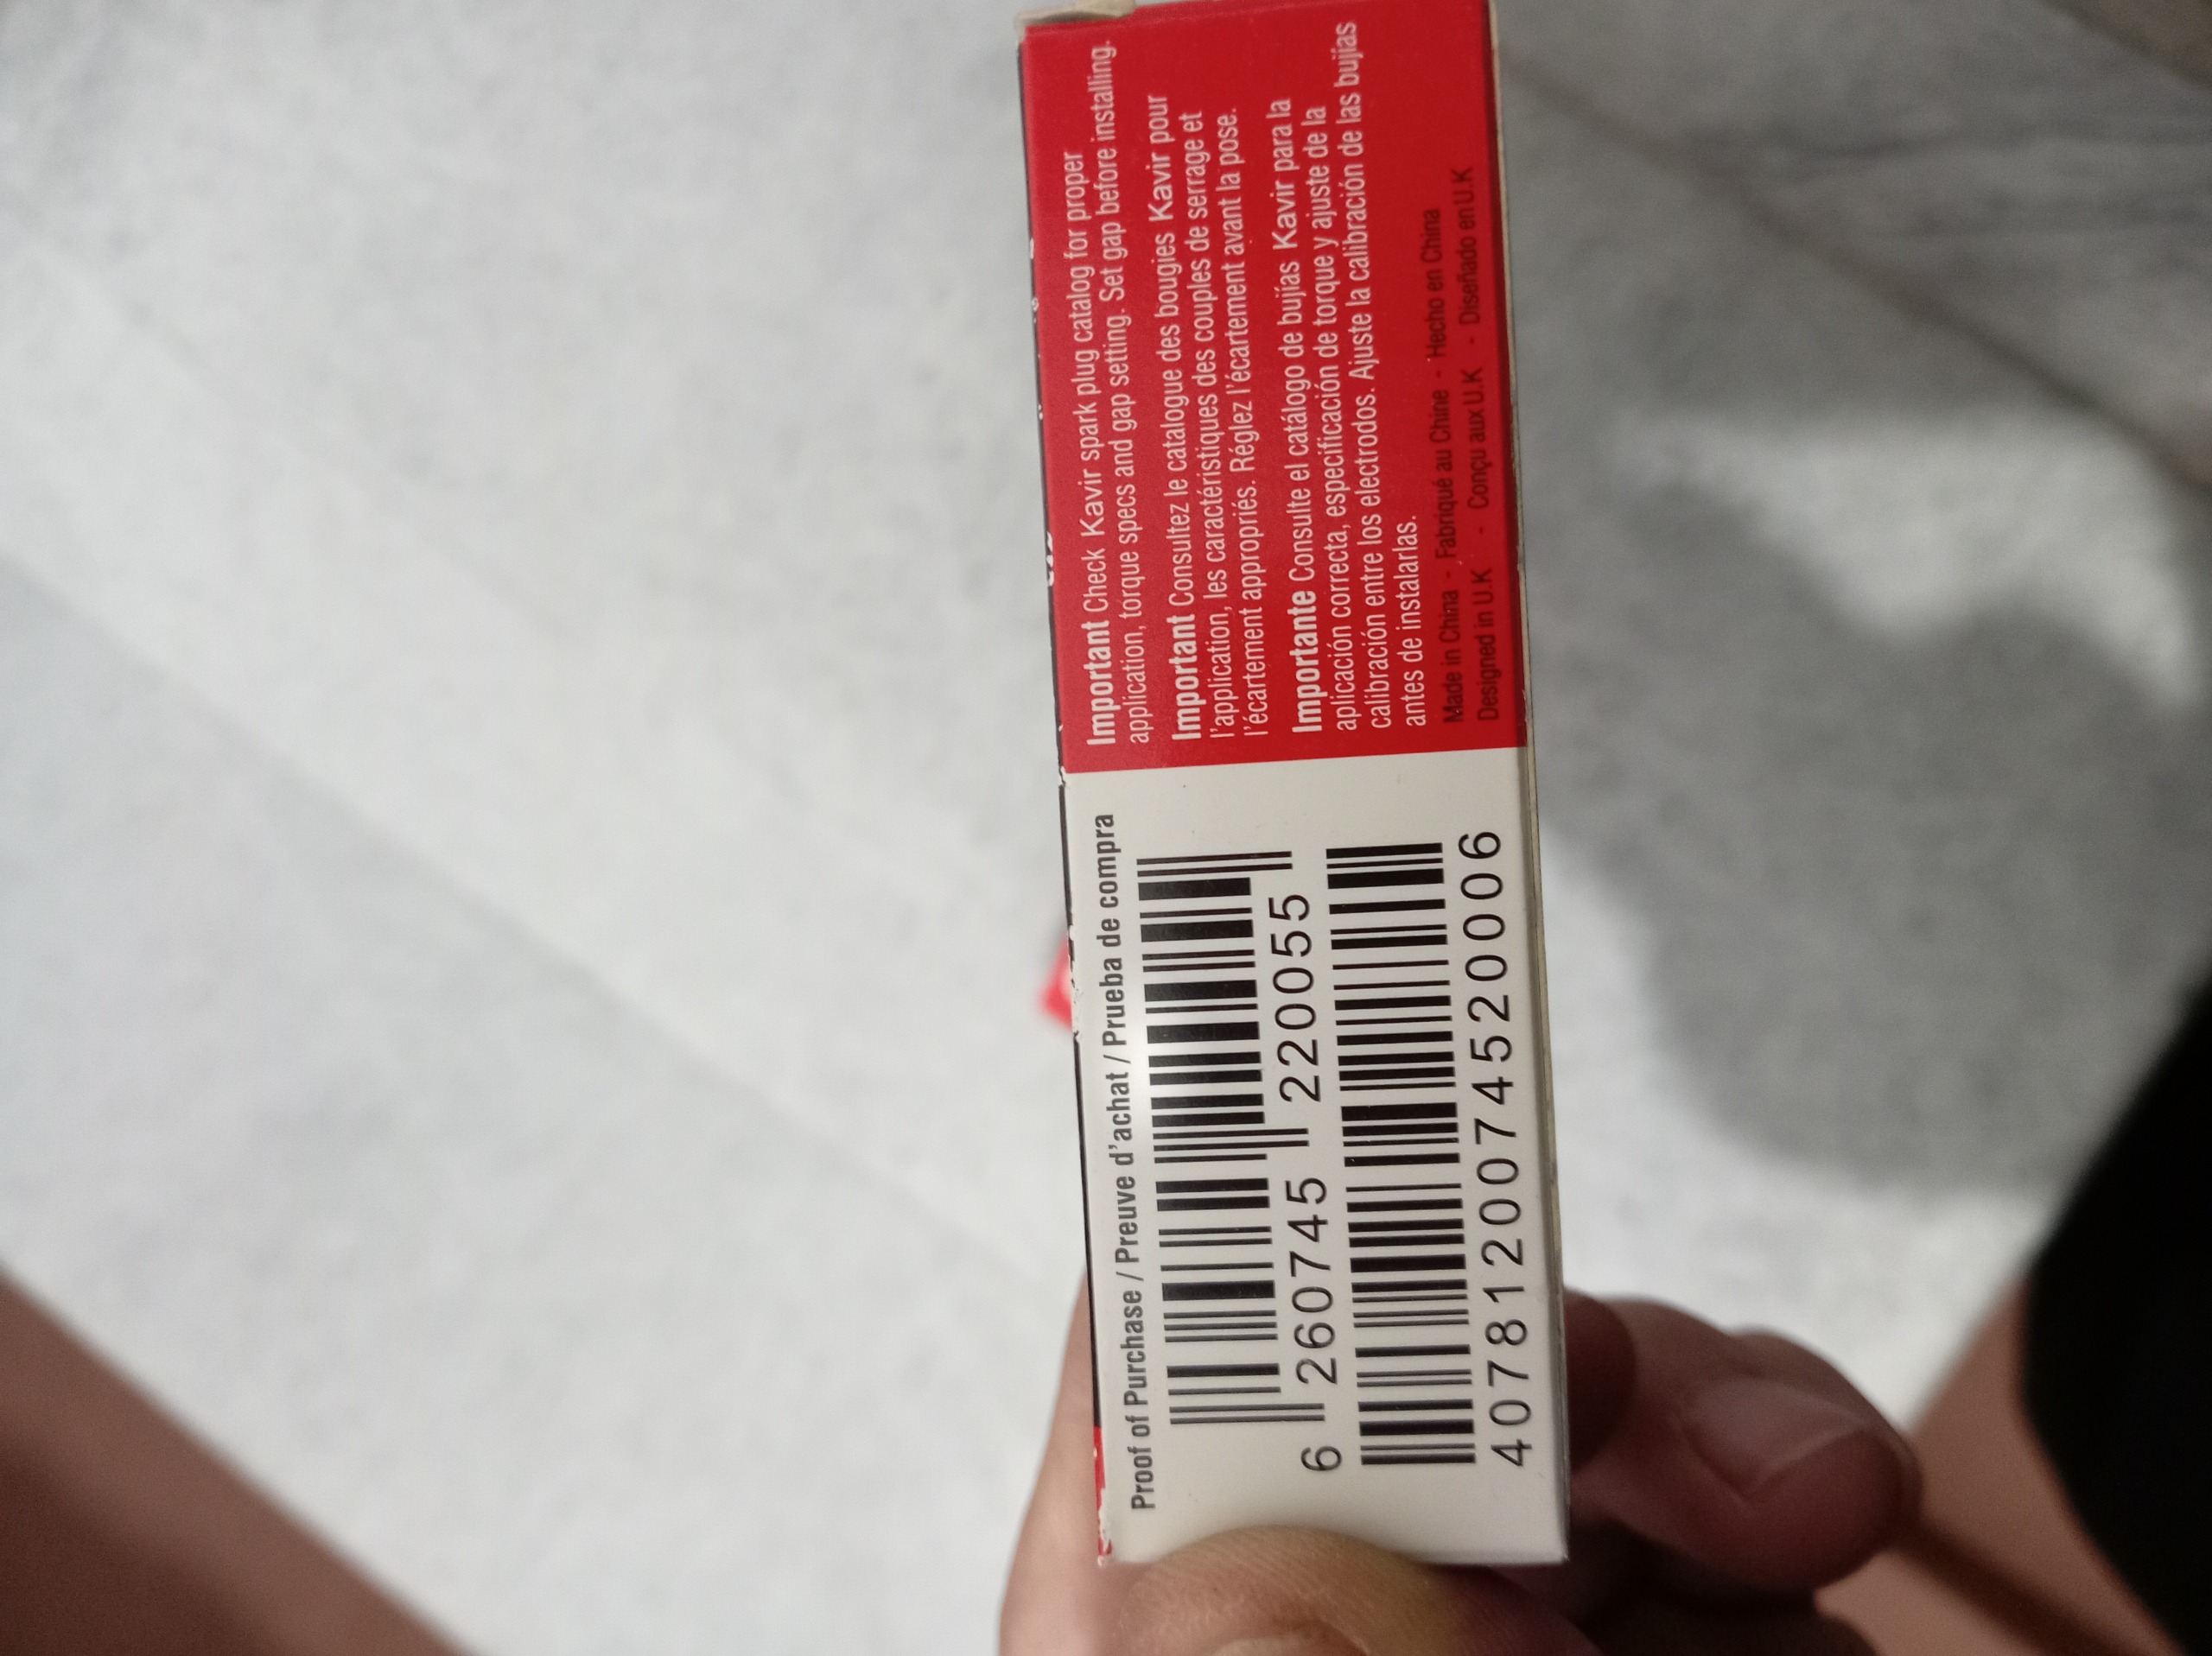 Important Check Kavir spark plug catalog for proper
application, torque specs and gap setting. Set gap before installing.
Important Consultez le catalogue des bougies Kavir pour
l'application, les caractéristiques des couples de serrage et
l'écartement appropriés. Réglez l'écartement avant la pose.
Importante Consulte el catálogo de bujías Kavir para la
aplicación correcta, especificación de torque y ajuste de la
calibración entre los electrodos. Ajuste la calibración de las bujías
antes de instalarlas.
Made in China - Fabriqué au Chine - Hecho en China
Designed in U.K - Conçu aux U.K - Diseñado en U.K
Proof of Purchase / Preuve d'achat / Prueba de compra
6 260745 220055
4078120074520006